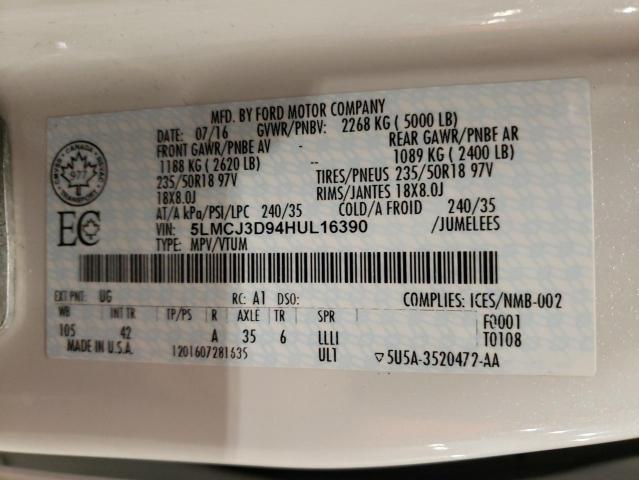 MFD. BY FORD MOTOR COMPANY
DATE: 07/16 GVWR/PNBV: 2268 KG ( 5000 LB)
FRONT GAWR/PNBE AV -- REAR GAWR/PNBF AR
1188 KG ( 2620 LB) 1089 KG ( 2400 LB)
235/50R18 97V TIRES/PNEUS 235/50R18 97V
18X8.0J RIMS/JANTES 18X8.0J
AT/A kPa/PSI/LPC 240/35 COLD/A FROID 240/35
VIN: 5LMCJ3D94HUL16390 /JUMELEES
TYPE: MPV/VTUM
CANADA
977
TRANSPORT
EC
EXT PNT: UG RC: A1 DSO: COMPLIES: ICES/NMB-002
WB INT TR TP/PS R AXLE TR SPR F0001
105 42 A 35 6 LLLI T0108
MADE IN U.S.A. 1201607281635 UL1 ▽5U5A-3520472-AA